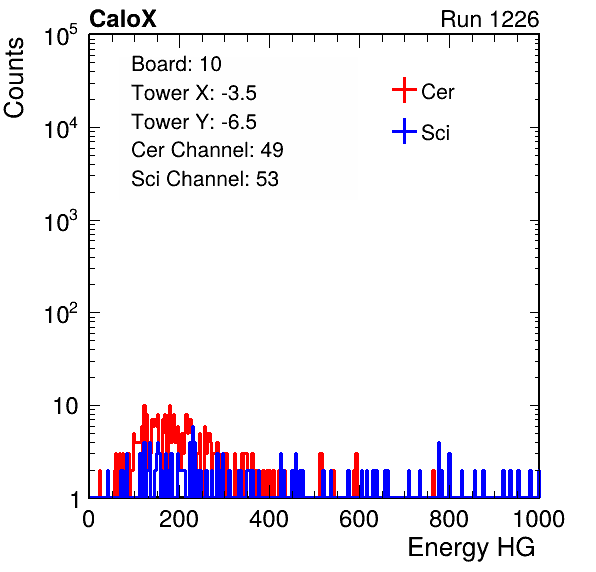 CaloX Run 1226
Counts
Board: 10
Tower X: -3.5
Tower Y: -6.5
Cer Channel: 49
Sci Channel: 53
Cer
Sci
10^5
10^4
10^3
10^2
10
1
0 200 400 600 800 1000
Energy HG